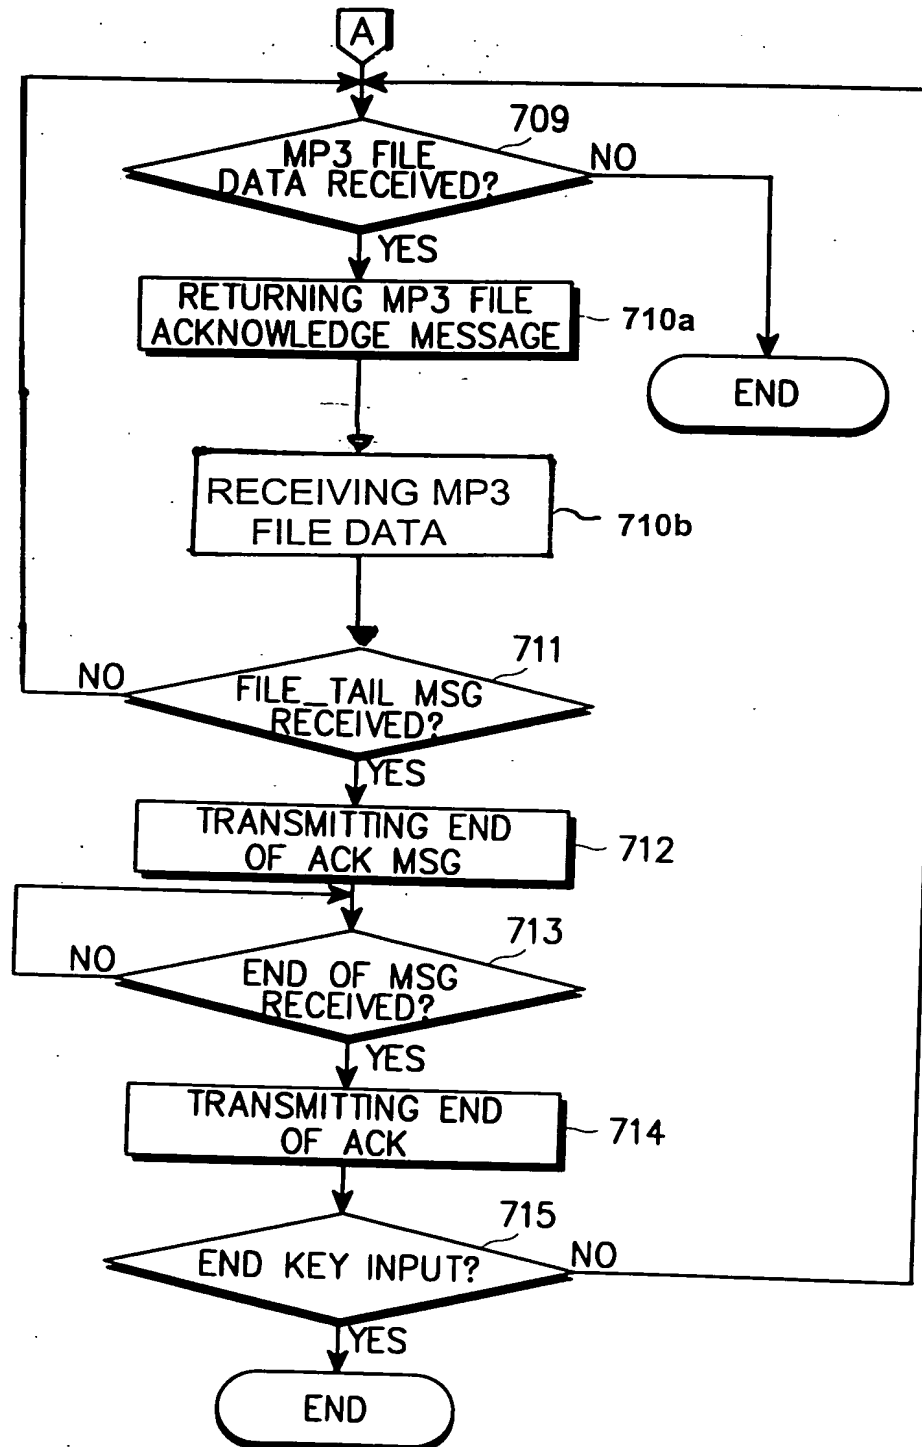 A
709
MP3 FILE
DATA RECEIVED?
NO
YES
RETURNING MP3 FILE
ACKNOWLEDGE MESSAGE
710a
END
RECEIVING MP3
FILE DATA
710b
711
NO
FILE_TAIL MSG
RECEIVED?
YES
TRANSMITTING END
OF ACK MSG
712
713
NO
END OF MSG
RECEIVED?
YES
TRANSMITTING END
OF ACK
714
715
END KEY INPUT?
NO
YES
END